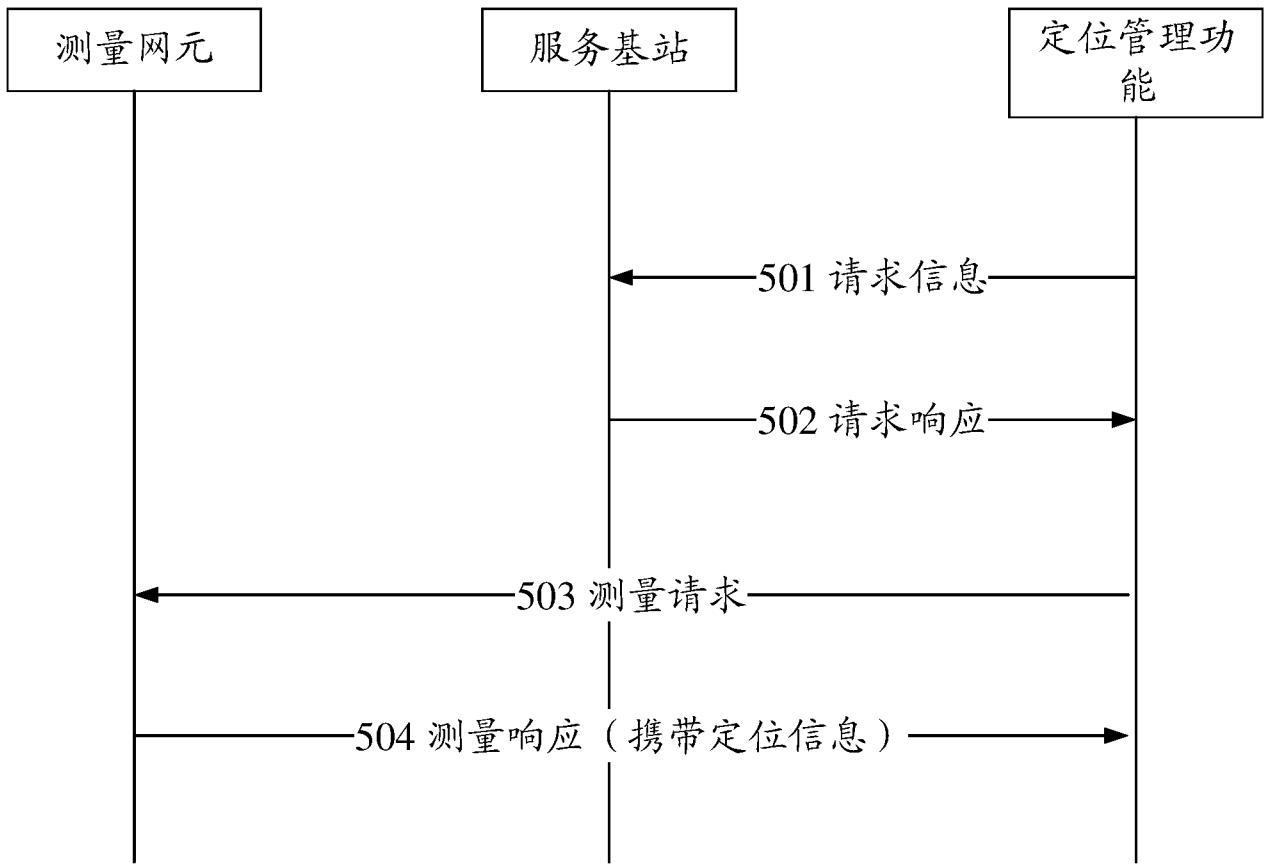 测量网元
服务基站
定位管理功
能
501 请求信息
502 请求响应
503 测量请求
504 测量响应（携带定位信息）